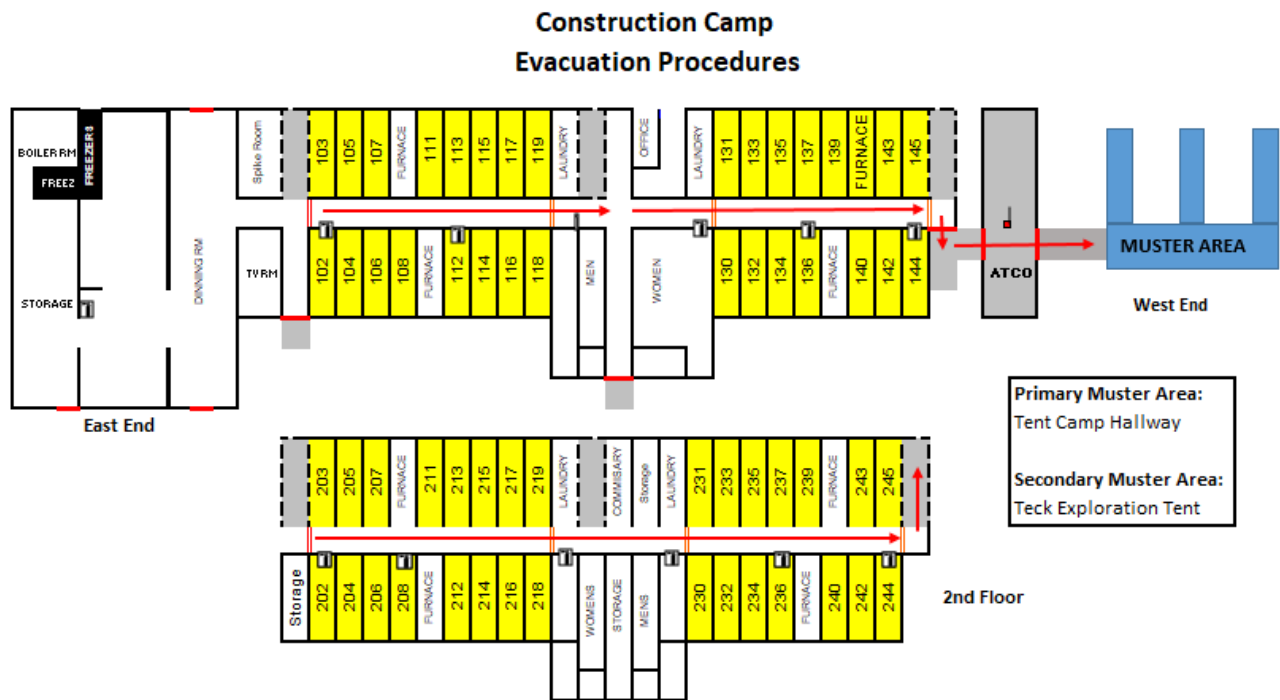 Construction Camp
Evacuation Procedures
BOILER RM
FREEZERS
FREEZ
STORAGE
DINNING RM
Spike Room
TV RM
103
105
107
FURNACE
111
113
115
117
119
LAUNDRY
OFFICE
LAUNDRY
131
133
135
137
139
FURNACE
143
145
102
104
106
108
FURNACE
112
114
116
118
MEN
WOMEN
130
132
134
136
FURNACE
140
142
144
ATCO
MUSTER AREA
West End
East End
Primary Muster Area:
Tent Camp Hallway
Secondary Muster Area:
Teck Exploration Tent
203
205
207
FURNACE
211
213
215
217
219
LAUNDRY
COMMISARY
Storage
LAUNDRY
231
233
235
237
239
FURNACE
243
245
Storage
202
204
206
208
FURNACE
212
214
216
218
WOMENS
STORAGE
MENS
230
232
234
236
FURNACE
240
242
244
2nd Floor